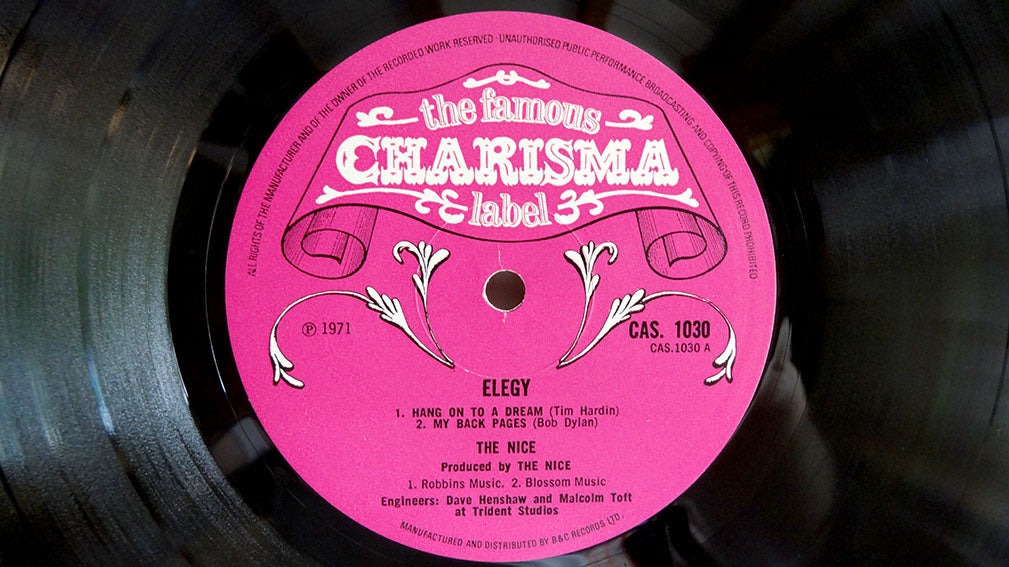 ALL RIGHTS OF THE MANUFACTURER AND OF THE OWNER OF THE RECORDED WORK RESERVED · UNAUTHORISED PUBLIC PERFORMANCE BROADCASTING AND COPYING OF THIS RECORD PROHIBITED
the famous
CHARISMA
label
Ⓟ 1971
CAS. 1030
CAS.1030 A
ELEGY
1. HANG ON TO A DREAM (Tim Hardin)
2. MY BACK PAGES (Bob Dylan)
THE NICE
Produced by THE NICE
1. Robbins Music. 2. Blossom Music
Engineers: Dave Henshaw and Malcolm Toft
at Trident Studios
MANUFACTURED AND DISTRIBUTED BY B&C RECORDS LTD.